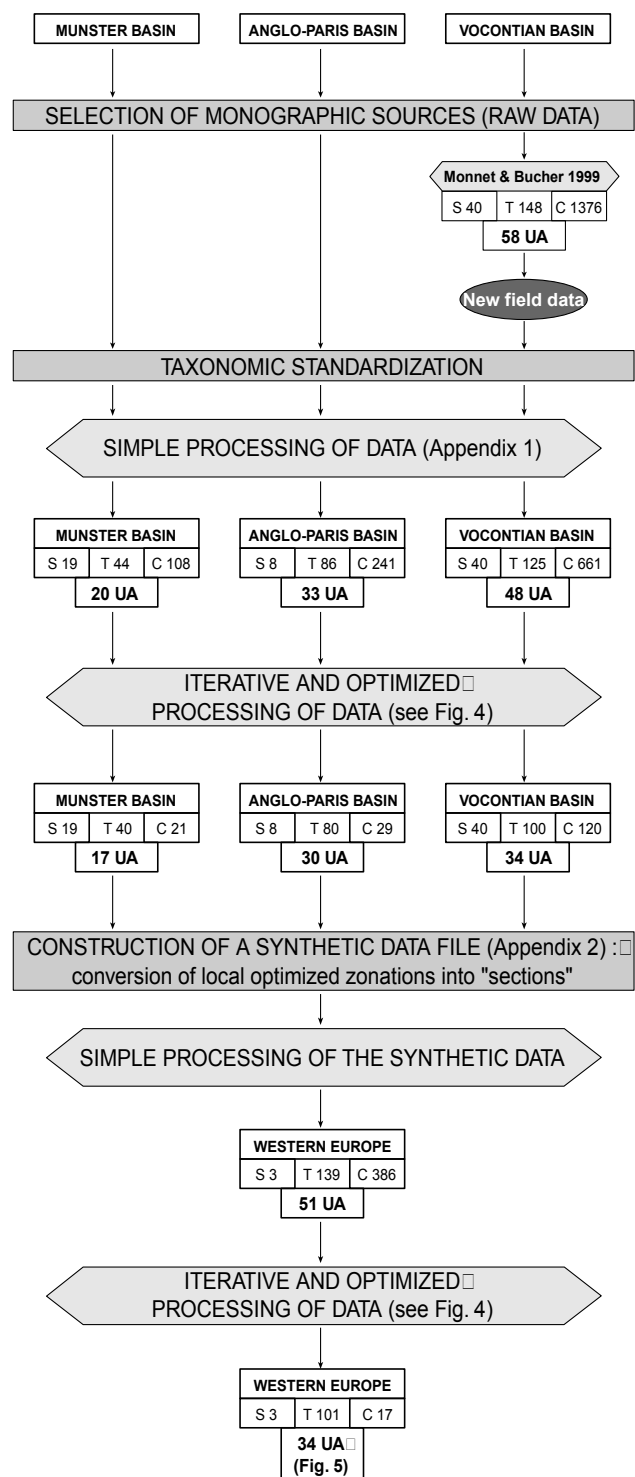 MUNSTER BASIN ANGLO-PARIS BASIN VOCONTIAN BASIN
SELECTION OF MONOGRAPHIC SOURCES (RAW DATA)
Monnet & Bucher 1999
S 40 T 148 C 1376
58 UA
New field data
TAXONOMIC STANDARDIZATION
SIMPLE PROCESSING OF DATA (Appendix 1)
MUNSTER BASIN ANGLO-PARIS BASIN VOCONTIAN BASIN
S 19 T 44 C 108 S 8 T 86 C 241 S 40 T 125 C 661
20 UA 33 UA 48 UA
ITERATIVE AND OPTIMIZED□
PROCESSING OF DATA (see Fig. 4)
MUNSTER BASIN ANGLO-PARIS BASIN VOCONTIAN BASIN
S 19 T 40 C 21 S 8 T 80 C 29 S 40 T 100 C 120
17 UA 30 UA 34 UA
CONSTRUCTION OF A SYNTHETIC DATA FILE (Appendix 2) :□
conversion of local optimized zonations into "sections"
SIMPLE PROCESSING OF THE SYNTHETIC DATA
WESTERN EUROPE
S 3 T 139 C 386
51 UA
ITERATIVE AND OPTIMIZED□
PROCESSING OF DATA (see Fig. 4)
WESTERN EUROPE
S 3 T 101 C 17
34 UA□
(Fig. 5)